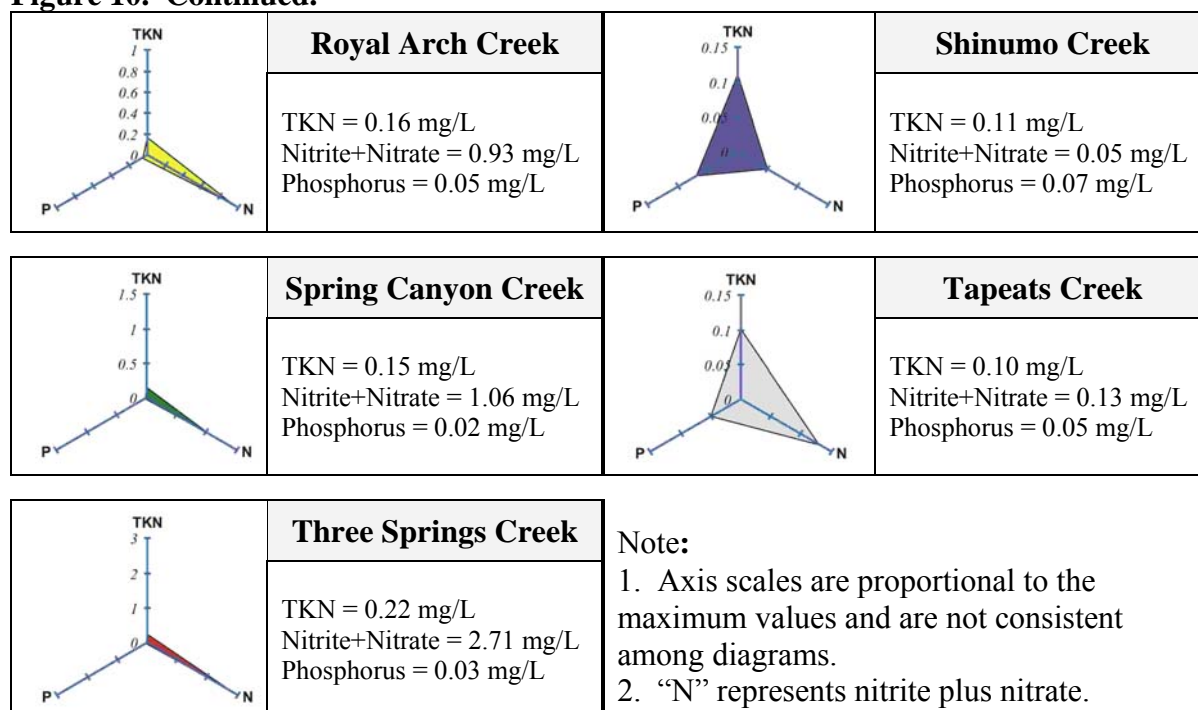 Figure 10. Continued.
TKN
1
0.8
0.6
0.4
0.2
0
P
N
Royal Arch Creek
TKN = 0.16 mg/L
Nitrite+Nitrate = 0.93 mg/L
Phosphorus = 0.05 mg/L
TKN
0.15
0.1
0.05
0
P
N
Shinumo Creek
TKN = 0.11 mg/L
Nitrite+Nitrate = 0.05 mg/L
Phosphorus = 0.07 mg/L
TKN
1.5
1
0.5
0
P
N
Spring Canyon Creek
TKN = 0.15 mg/L
Nitrite+Nitrate = 1.06 mg/L
Phosphorus = 0.02 mg/L
TKN
0.15
0.1
0.05
0
P
N
Tapeats Creek
TKN = 0.10 mg/L
Nitrite+Nitrate = 0.13 mg/L
Phosphorus = 0.05 mg/L
TKN
3
2
1
0
P
N
Three Springs Creek
TKN = 0.22 mg/L
Nitrite+Nitrate = 2.71 mg/L
Phosphorus = 0.03 mg/L
Note:
1. Axis scales are proportional to the
maximum values and are not consistent
among diagrams.
2. “N” represents nitrite plus nitrate.